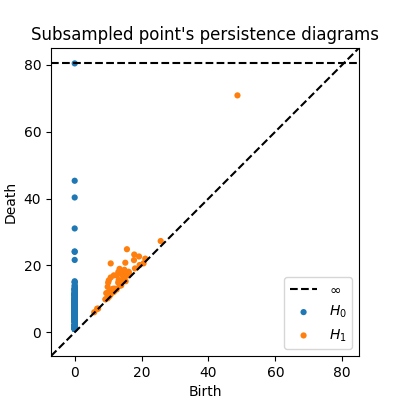 Subsampled point's persistence diagrams
80
60
40
20
0
Death
0 20 40 60 80
Birth
∞
H₀
H₁